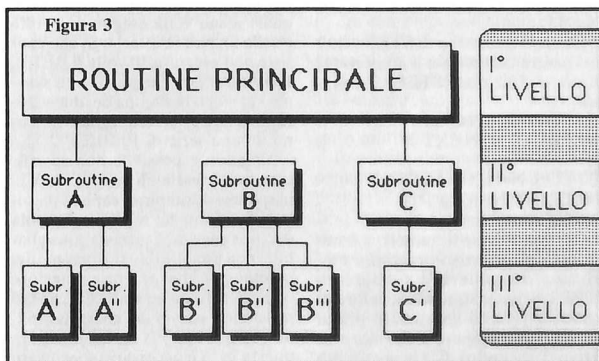 Figura 3
ROUTINE PRINCIPALE
I°
LIVELLO
Subroutine
A
Subroutine
B
Subroutine
C
II°
LIVELLO
Subr.
A'
Subr.
A''
Subr.
B'
Subr.
B''
Subr.
B'''
Subr.
C'
III°
LIVELLO